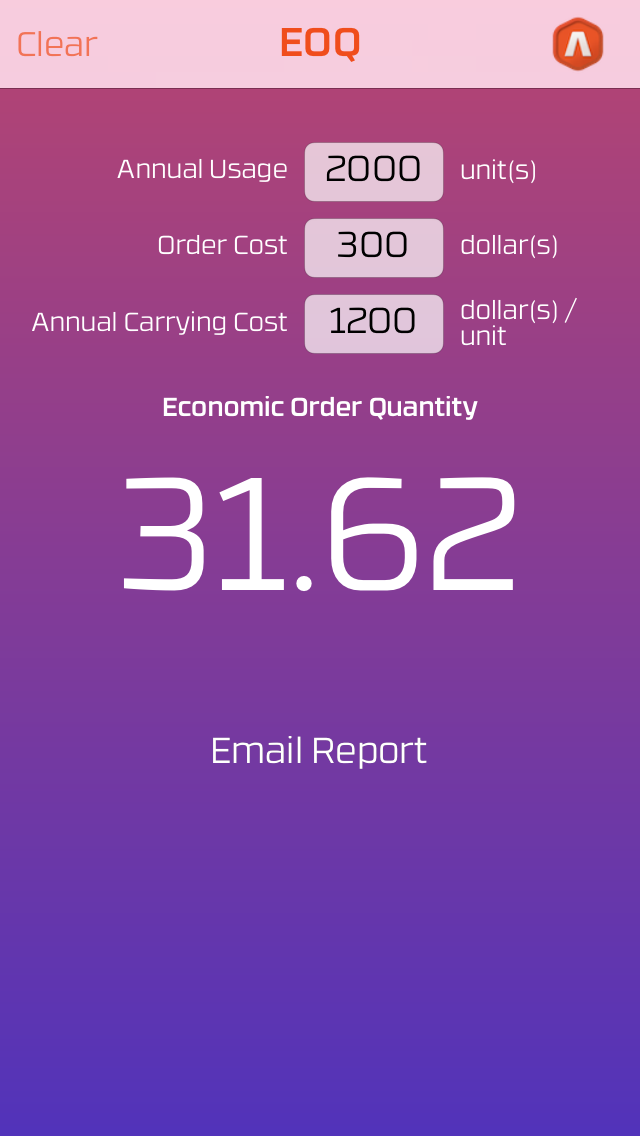 Clear EOQ
Annual Usage 2000 unit(s)
Order Cost 300 dollar(s)
Annual Carrying Cost 1200 dollar(s) /
unit
Economic Order Quantity
31.62
Email Report